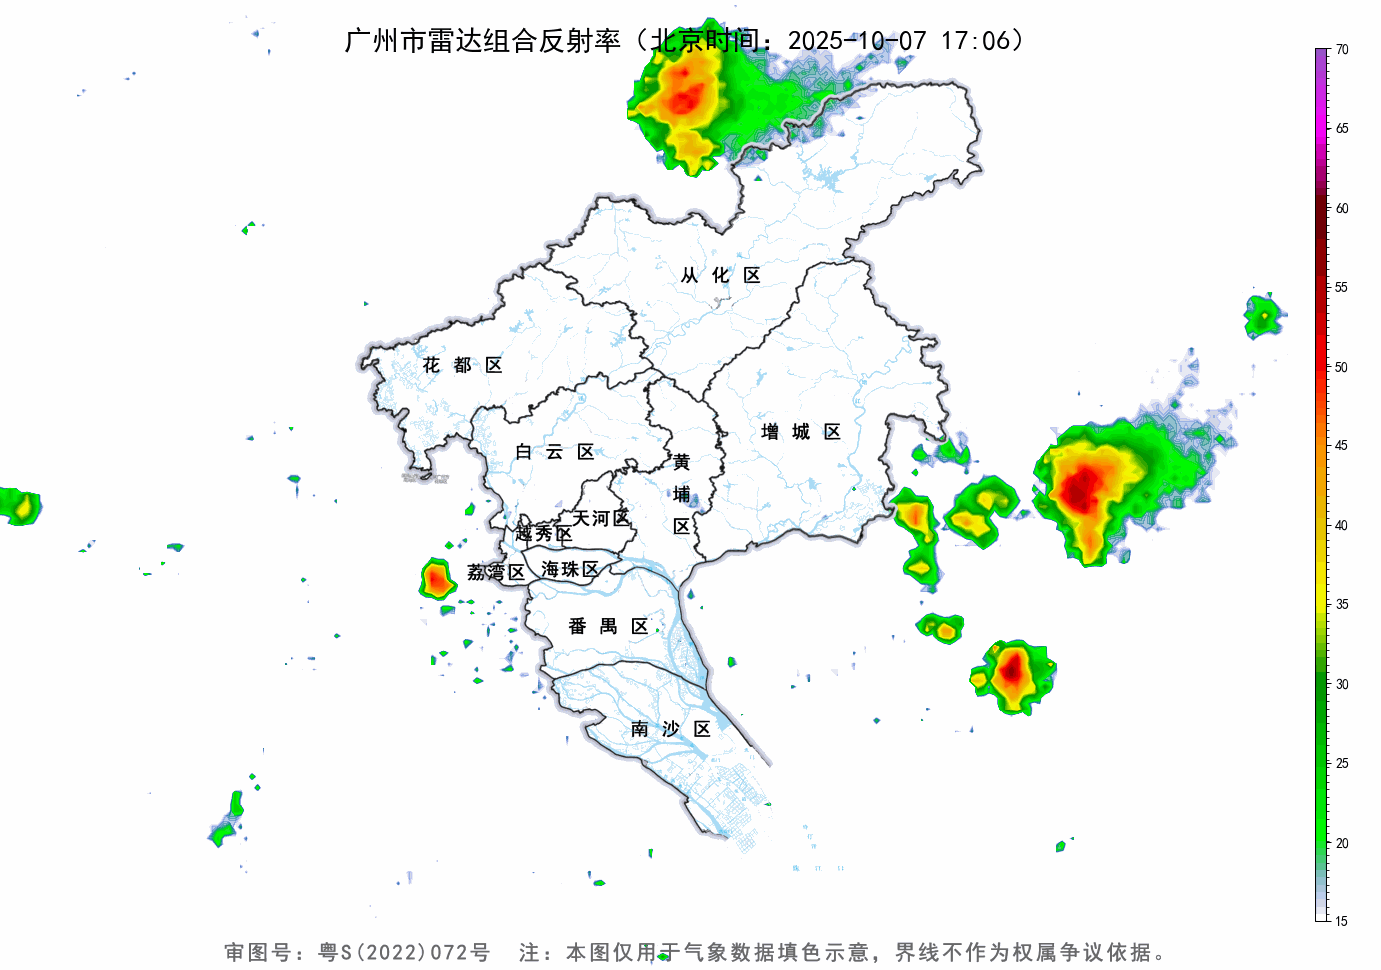 广州市雷达组合反射率（北京时间：2025-10-07 17:06）
70
65
60
55
50
45
40
35
30
25
20
15
从化区
花都区
增城区
白云区
黄埔区
天河区
越秀区
荔湾区
海珠区
番禺区
南沙区
审图号：粤S(2022)072号 注：本图仅用于气象数据填色示意，界线不作为权属争议依据。